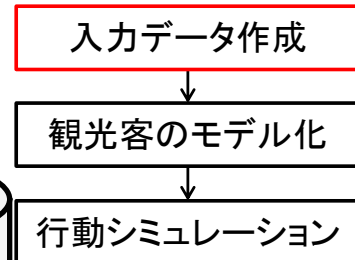 入力データ作成
観光客のモデル化
行動シミュレーション